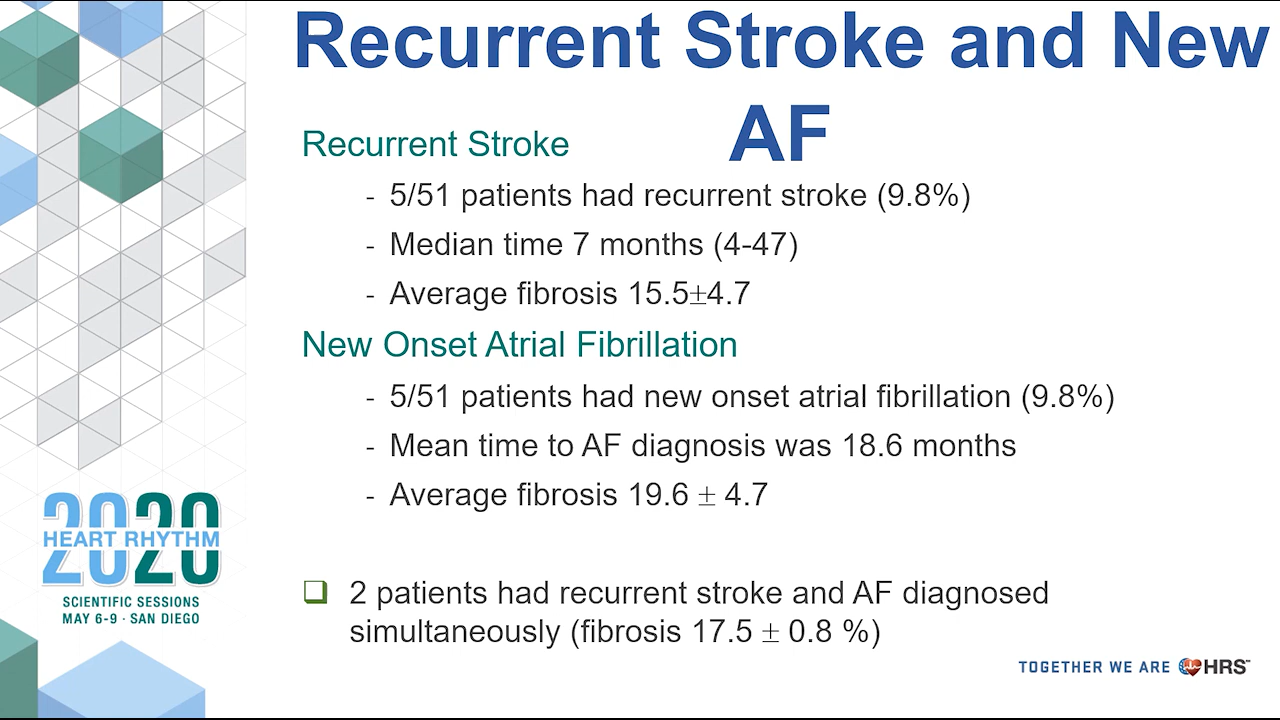 Recurrent Stroke and New
AF
Recurrent Stroke
- 5/51 patients had recurrent stroke (9.8%)
- Median time 7 months (4-47)
- Average fibrosis 15.5±4.7
New Onset Atrial Fibrillation
- 5/51 patients had new onset atrial fibrillation (9.8%)
- Mean time to AF diagnosis was 18.6 months
- Average fibrosis 19.6 ± 4.7
❑ 2 patients had recurrent stroke and AF diagnosed
simultaneously (fibrosis 17.5 ± 0.8 %)
2020
HEART RHYTHM
SCIENTIFIC SESSIONS
MAY 6-9 · SAN DIEGO
TOGETHER WE ARE HRS™